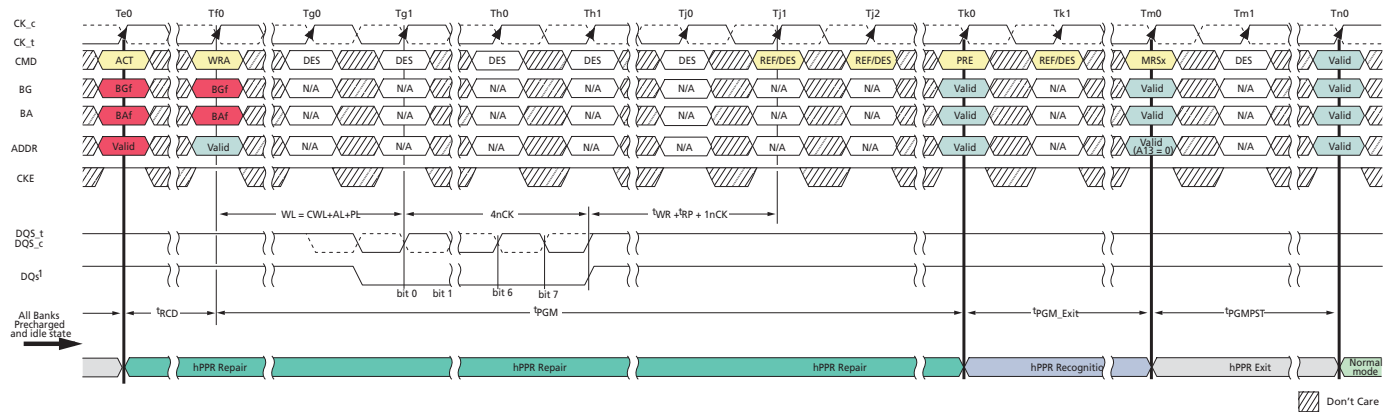 Te0 Tf0 Tg0 Tg1 Th0 Th1 Tj0 Tj1 Tj2 Tk0 Tk1 Tm0 Tm1 Tn0
CK_c
CK_t
CMD ACT WRA DES DES DES DES DES REF/DES REF/DES PRE REF/DES MRSx DES Valid
BG BGf BGf N/A N/A N/A N/A N/A N/A N/A Valid N/A Valid N/A Valid
BA BAf BAf N/A N/A N/A N/A N/A N/A N/A Valid N/A Valid N/A Valid
ADDR Valid Valid N/A N/A N/A N/A N/A N/A N/A Valid N/A Valid (A13 = 0) N/A Valid
CKE
WL = CWL+AL+PL 4nCK tWR + tRP + 1nCK
DQS_t
DQS_c
DQs1
bit 0 bit 1 bit 6 bit 7
All Banks
Precharged
and idle state
tRCD tPGM tPGM_Exit tPGMPST
hPPR Repair hPPR Repair hPPR Repair hPPR Recognitio hPPR Exit Normal
mode
Don't Care